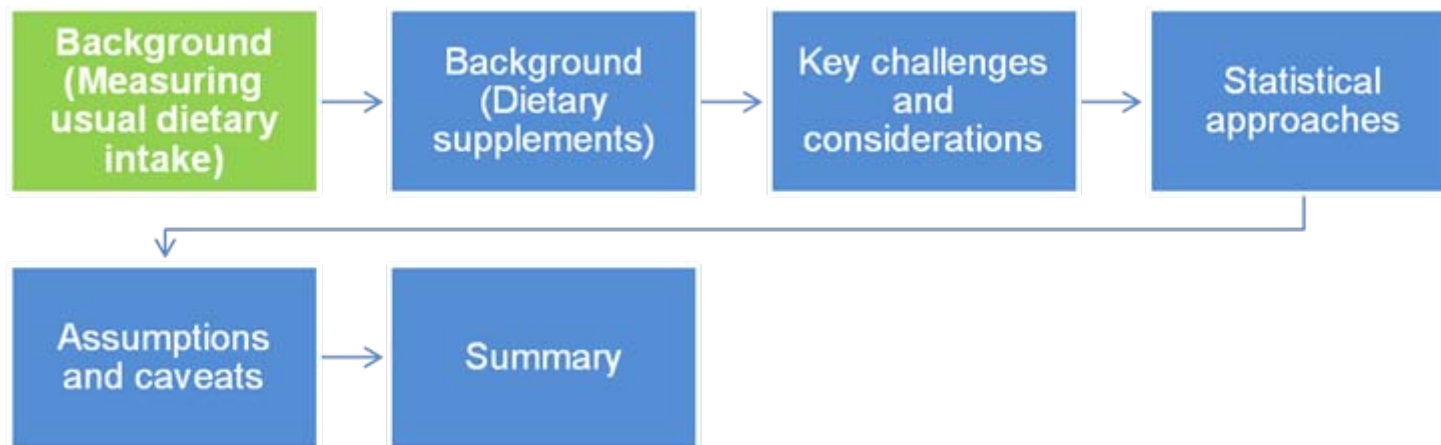 Background
(Measuring
usual dietary
intake)
Background
(Dietary
supplements)
Key challenges
and
considerations
Statistical
approaches
Assumptions
and caveats
Summary